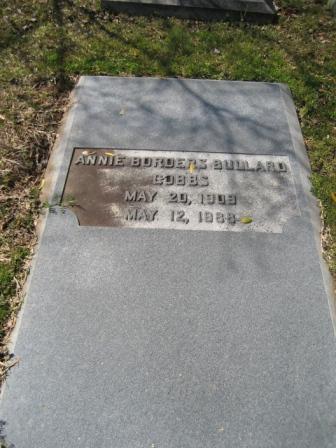 ANNIE BORDERS BULLARD
COBBS
MAY 20, 1909
MAY 12, 1988